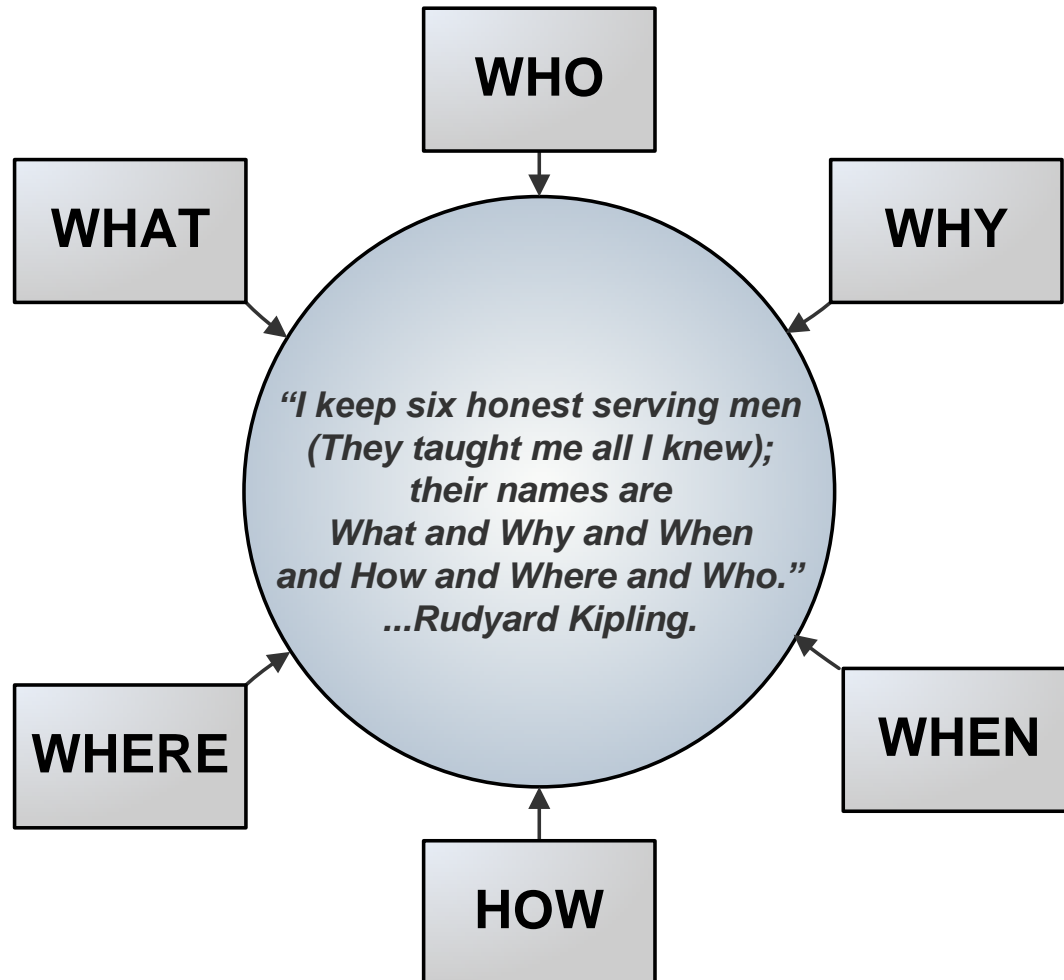 WHO
WHAT
WHY
“I keep six honest serving men
(They taught me all I knew);
their names are
What and Why and When
and How and Where and Who.”
...Rudyard Kipling.
WHERE
WHEN
HOW